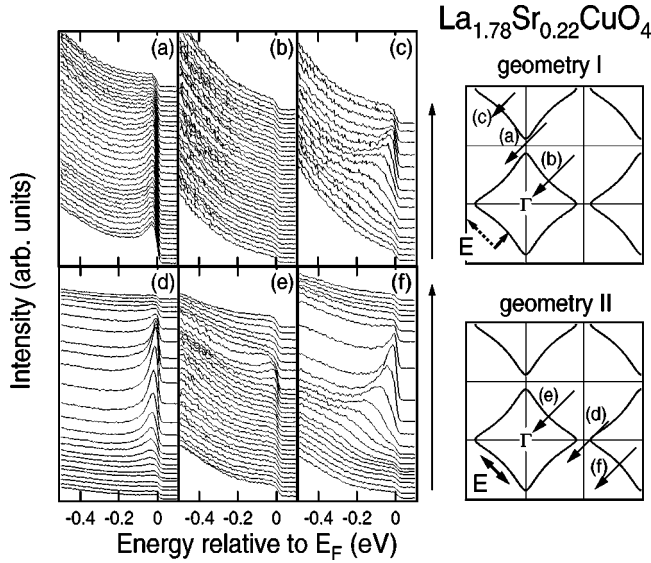 La1.78Sr0.22CuO4
(a) (b) (c)
geometry I
(c)
(a)
(b)
Γ
E
(d) (e) (f)
geometry II
(e)
(d)
Γ
E
(f)
Intensity (arb. units)
-0.4 -0.2 0 -0.4 -0.2 0 -0.4 -0.2 0
Energy relative to EF (eV)